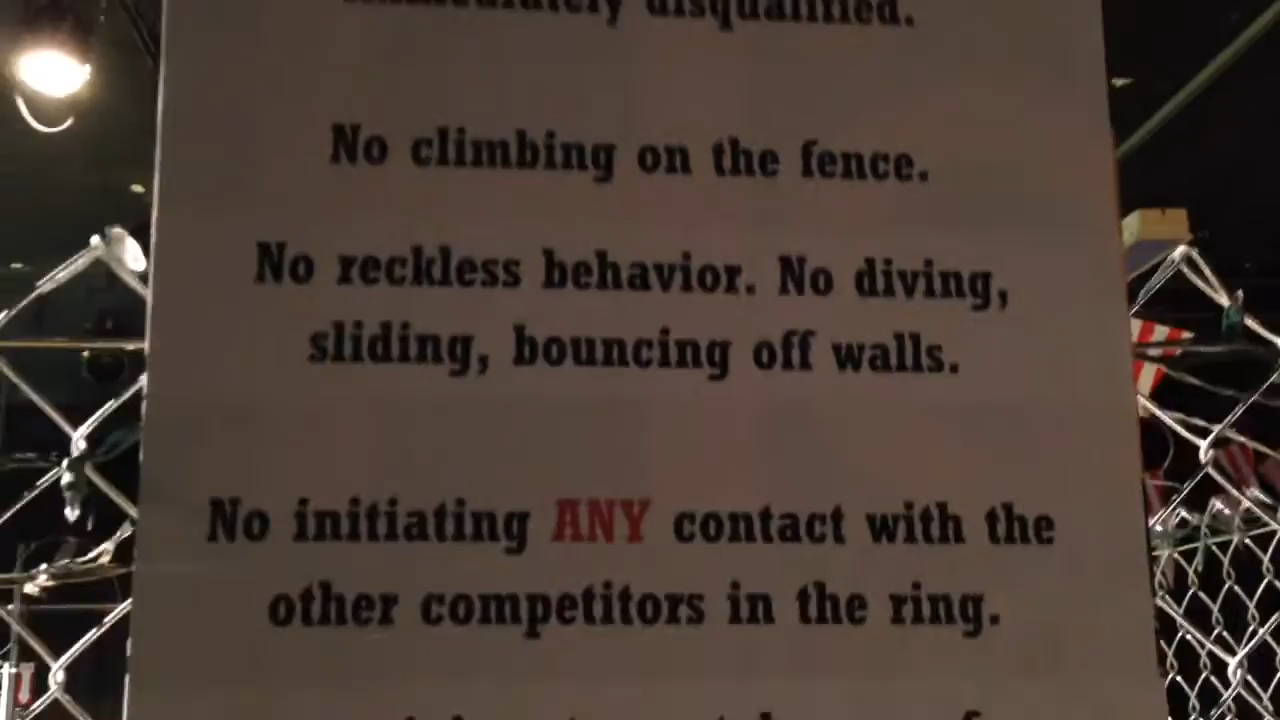 immediately disqualified.
No climbing on the fence.
No reckless behavior. No diving,
sliding, bouncing off walls.
No initiating ANY contact with the
other competitors in the ring.